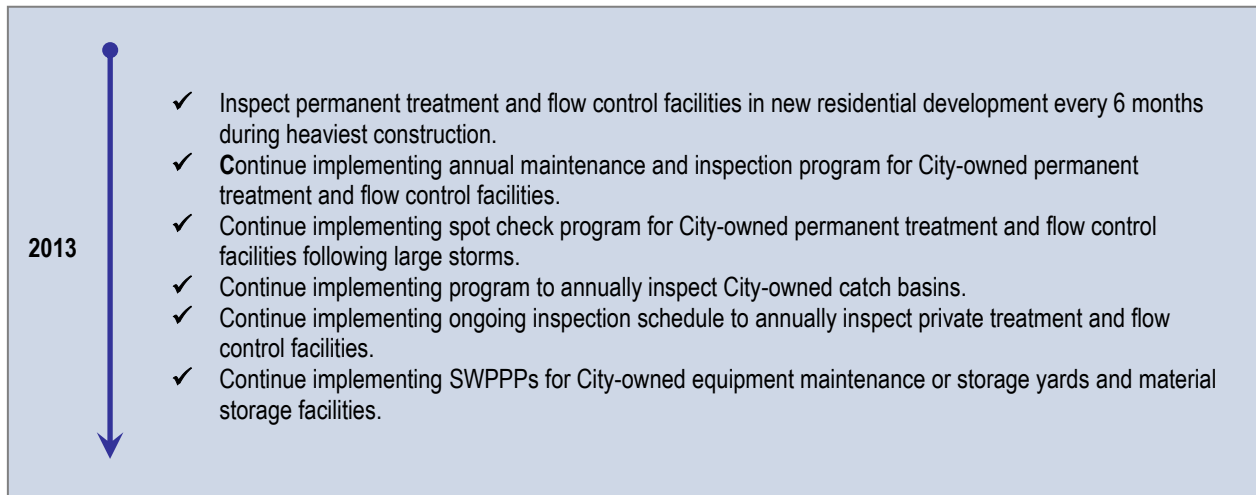 ✓ Inspect permanent treatment and flow control facilities in new residential development every 6 months
during heaviest construction.
✓ Continue implementing annual maintenance and inspection program for City-owned permanent
treatment and flow control facilities.
✓ Continue implementing spot check program for City-owned permanent treatment and flow control
facilities following large storms.
2013
✓ Continue implementing program to annually inspect City-owned catch basins.
✓ Continue implementing ongoing inspection schedule to annually inspect private treatment and flow
control facilities.
✓ Continue implementing SWPPPs for City-owned equipment maintenance or storage yards and material
storage facilities.